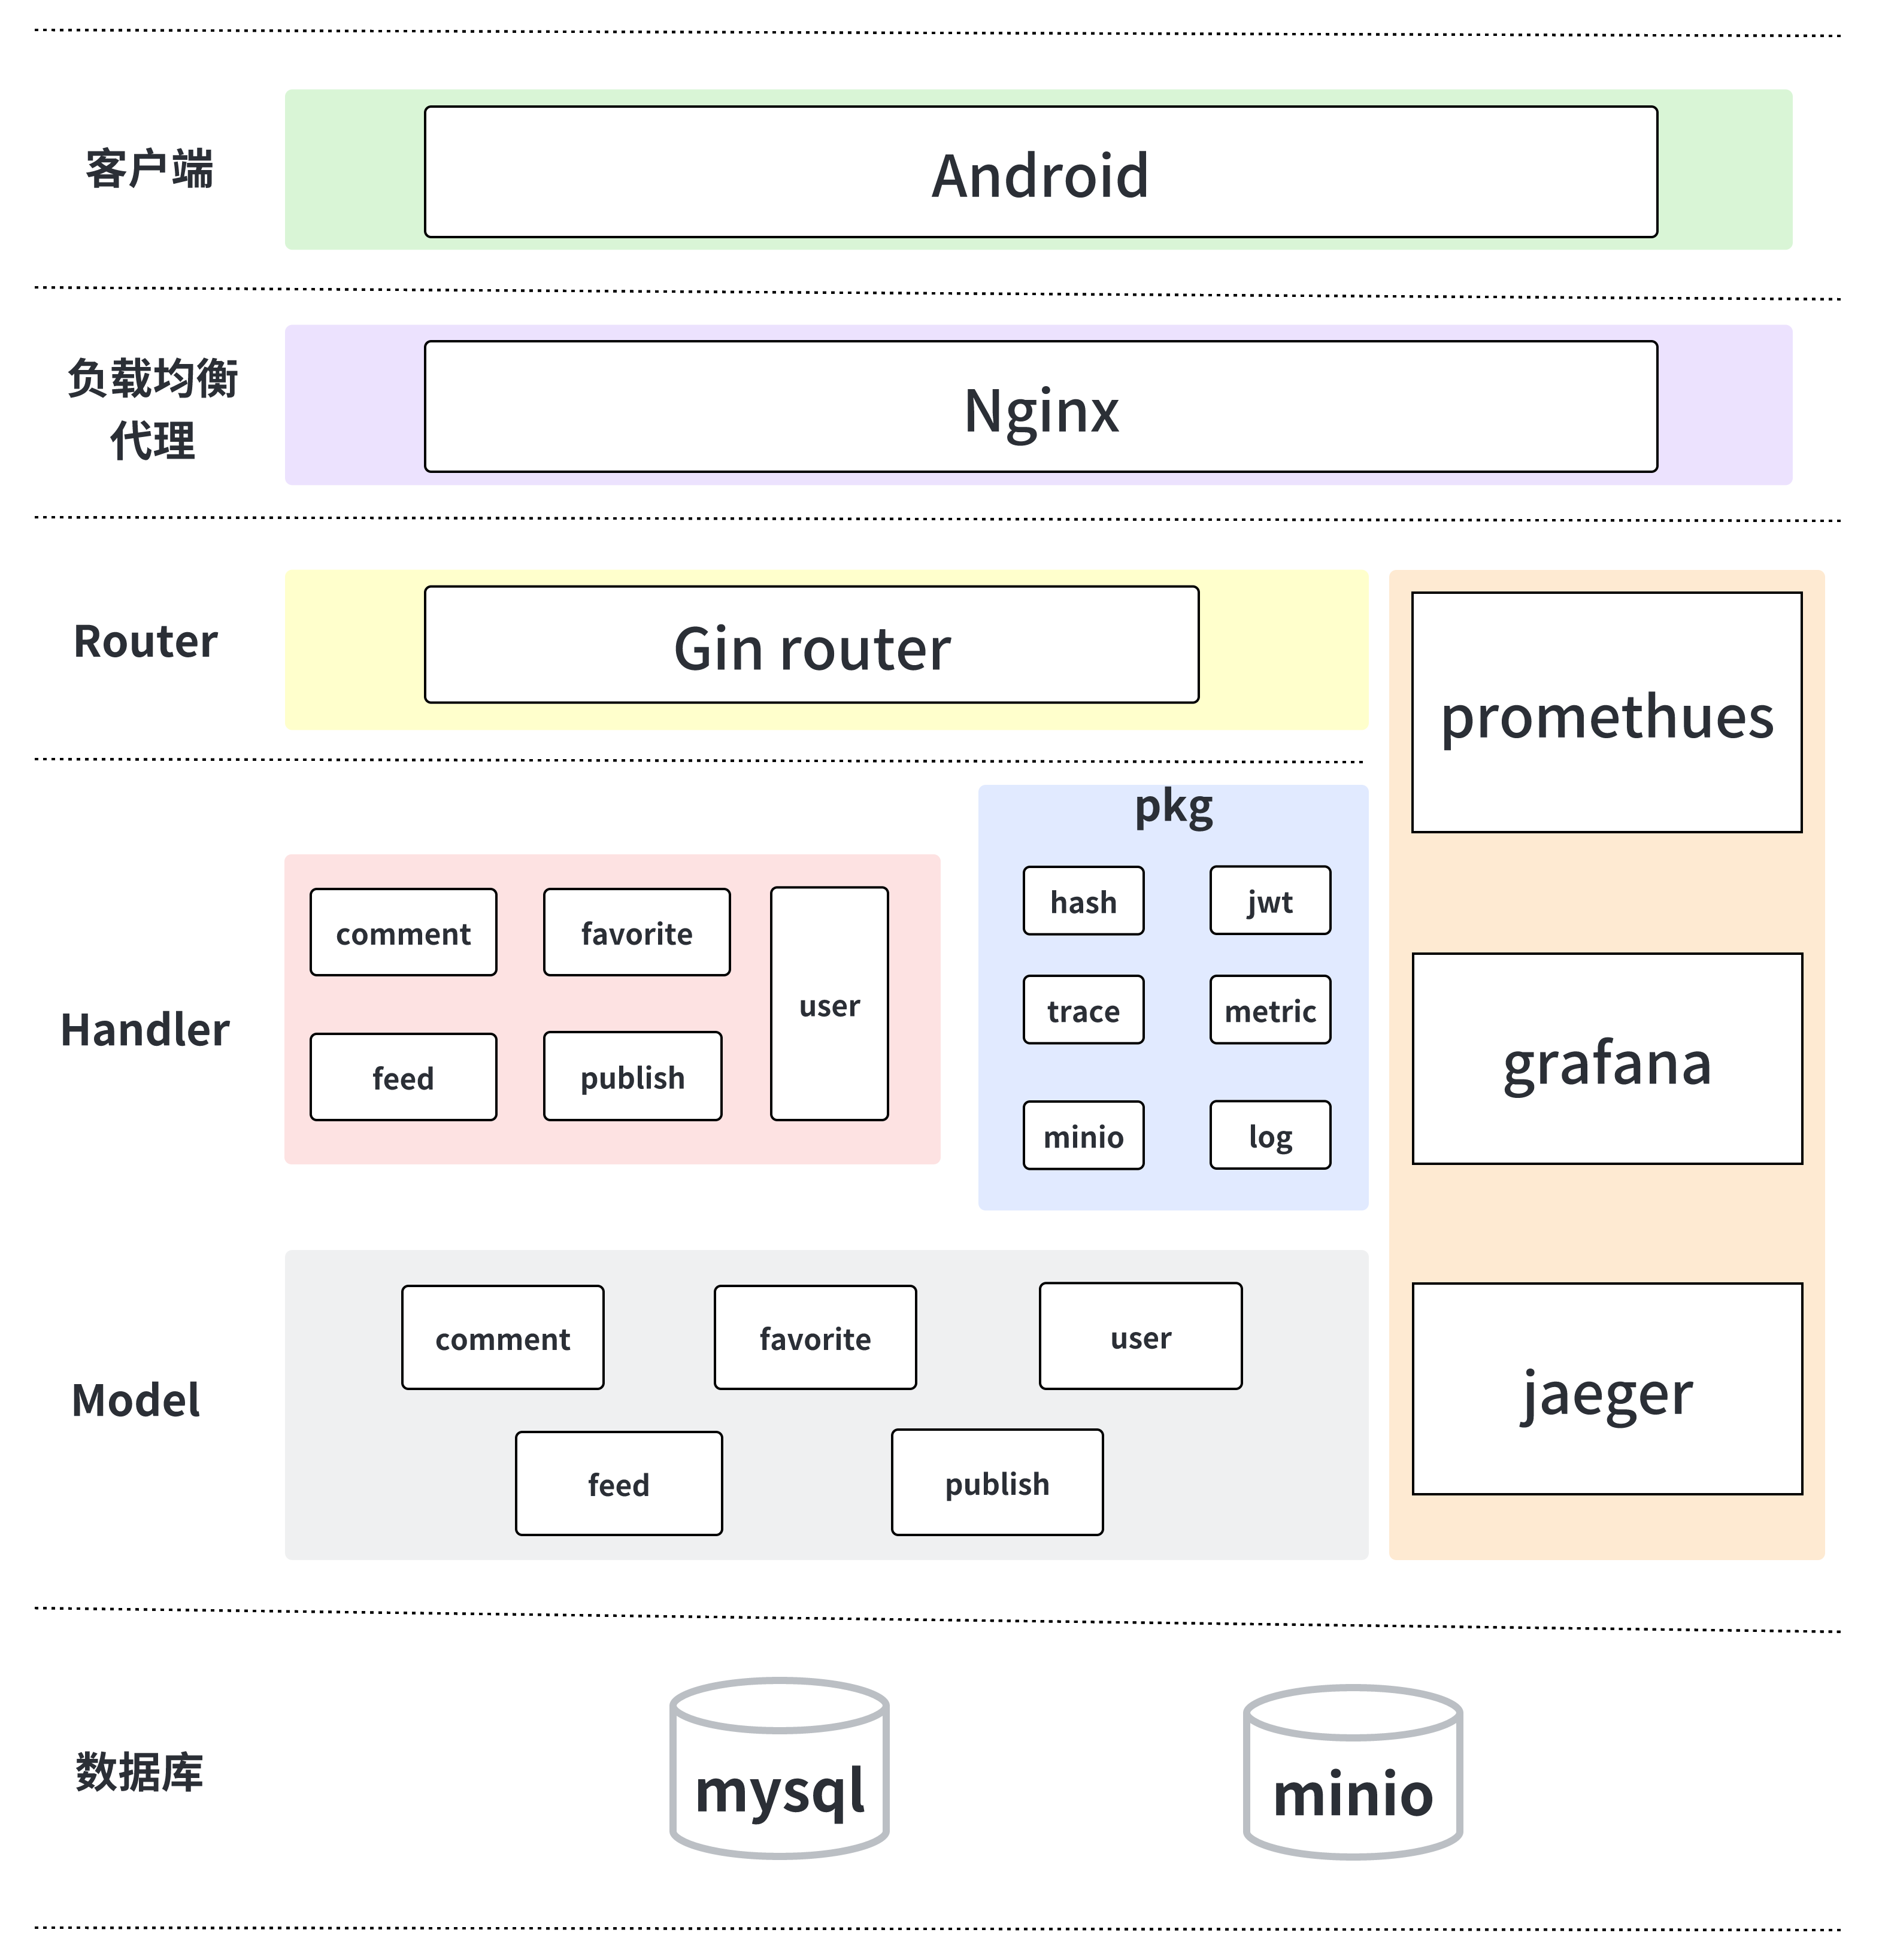 客户端
Android
负载均衡
代理
Nginx
Router
Gin router
promethues
pkg
Handler
comment
favorite
user
feed
publish
hash
jwt
trace
metric
minio
log
grafana
Model
comment
favorite
user
feed
publish
jaeger
数据库
mysql
minio